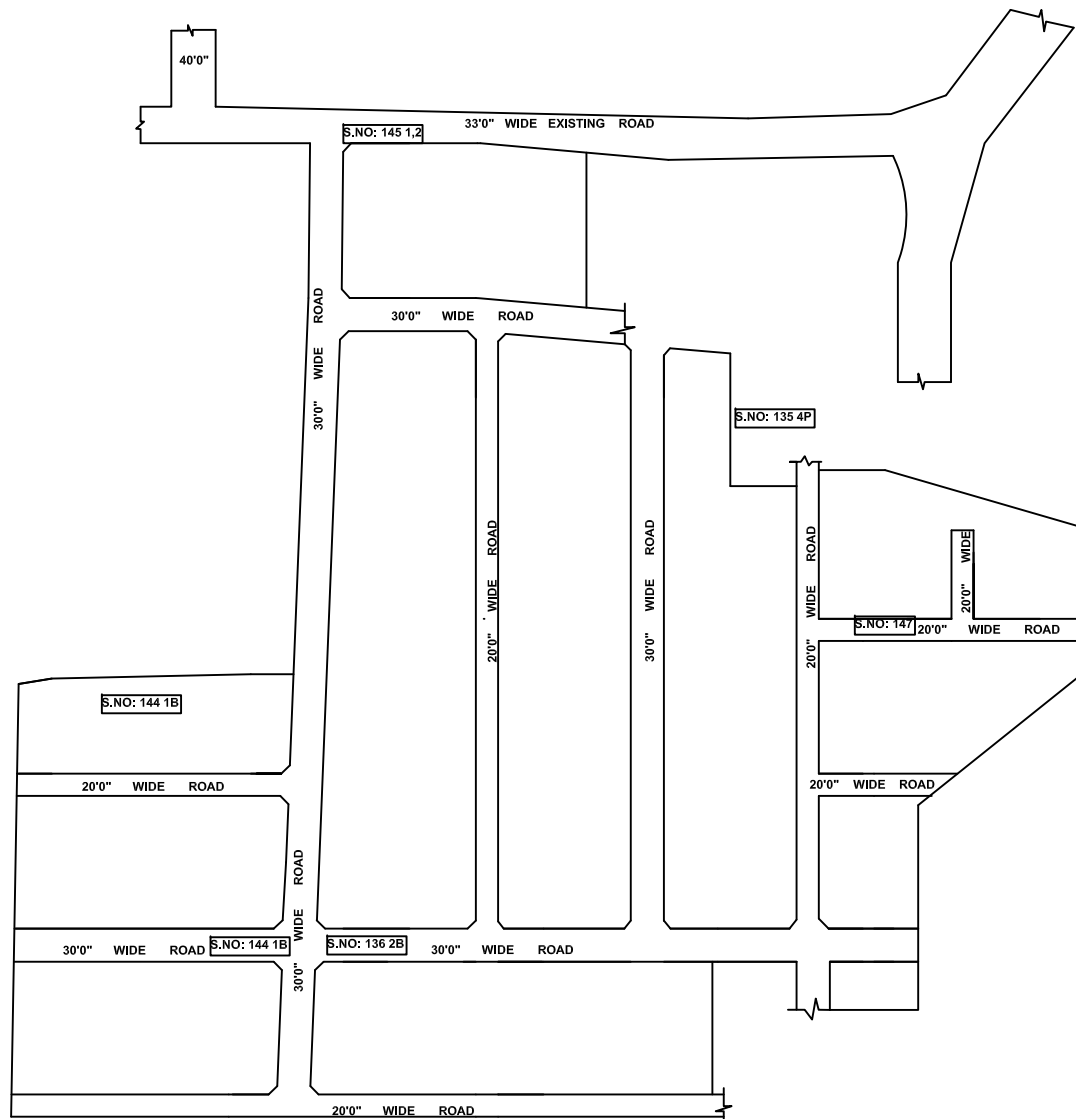 40'0"
33'0" WIDE EXISTING ROAD
S.NO: 145 1,2
30'0" WIDE ROAD
30'0" WIDE ROAD
S.NO: 135 4P
20'0" WIDE ROAD
30'0" WIDE ROAD
20'0" WIDE ROAD
20'0" WIDE
S.NO: 147
20'0" WIDE ROAD
S.NO: 144 1B
20'0" WIDE ROAD
20'0" WIDE ROAD
30'0" WIDE ROAD
30'0" WIDE ROAD
S.NO: 144 1B
S.NO: 136 2B
30'0" WIDE ROAD
20'0" WIDE ROAD